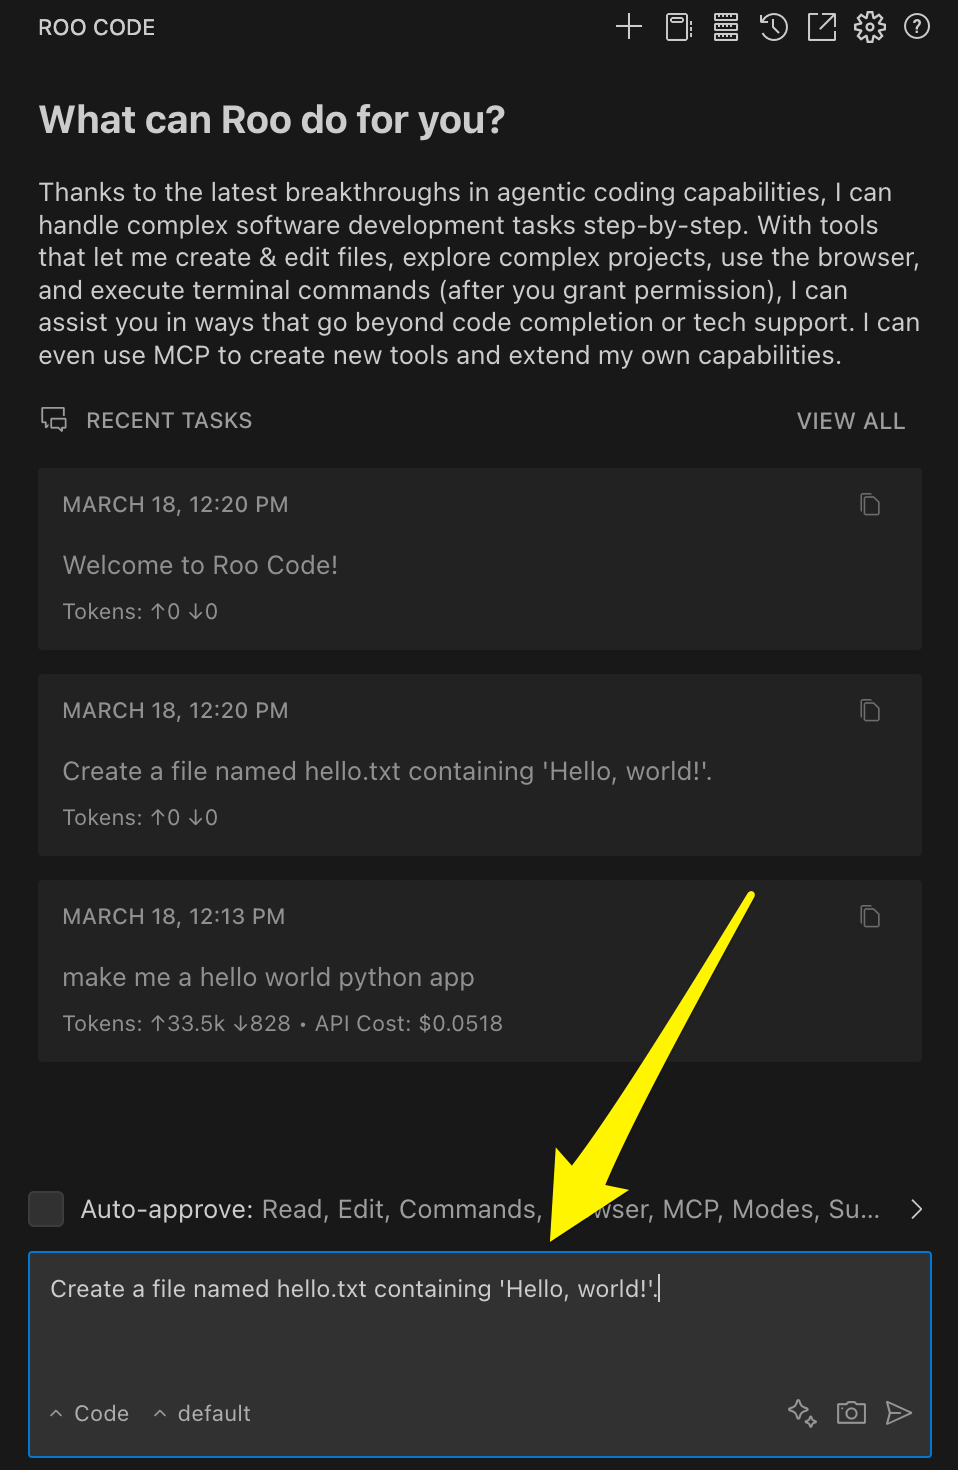 ROO CODE
What can Roo do for you?
Thanks to the latest breakthroughs in agentic coding capabilities, I can
handle complex software development tasks step-by-step. With tools
that let me create & edit files, explore complex projects, use the browser,
and execute terminal commands (after you grant permission), I can
assist you in ways that go beyond code completion or tech support. I can
even use MCP to create new tools and extend my own capabilities.
RECENT TASKS VIEW ALL
MARCH 18, 12:20 PM
Welcome to Roo Code!
Tokens: ↑0 ↓0
MARCH 18, 12:20 PM
Create a file named hello.txt containing 'Hello, world!'.
Tokens: ↑0 ↓0
MARCH 18, 12:13 PM
make me a hello world python app
Tokens: ↑33.5k ↓828 • API Cost: $0.0518
Auto-approve: Read, Edit, Commands, wser, MCP, Modes, Su...
Create a file named hello.txt containing 'Hello, world!'.
Code default